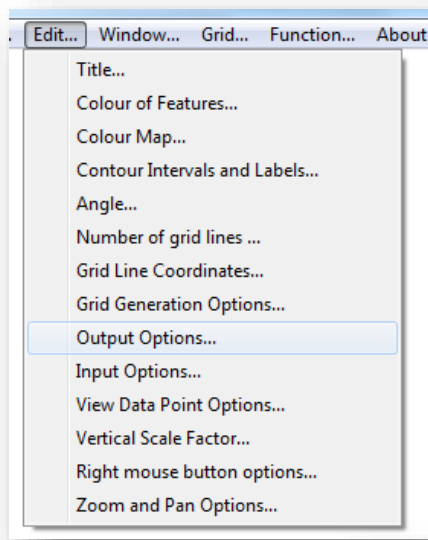 Edit... Window... Grid... Function... About
Title...
Colour of Features...
Colour Map...
Contour Intervals and Labels...
Angle...
Number of grid lines ...
Grid Line Coordinates...
Grid Generation Options...
Output Options...
Input Options...
View Data Point Options...
Vertical Scale Factor...
Right mouse button options...
Zoom and Pan Options...